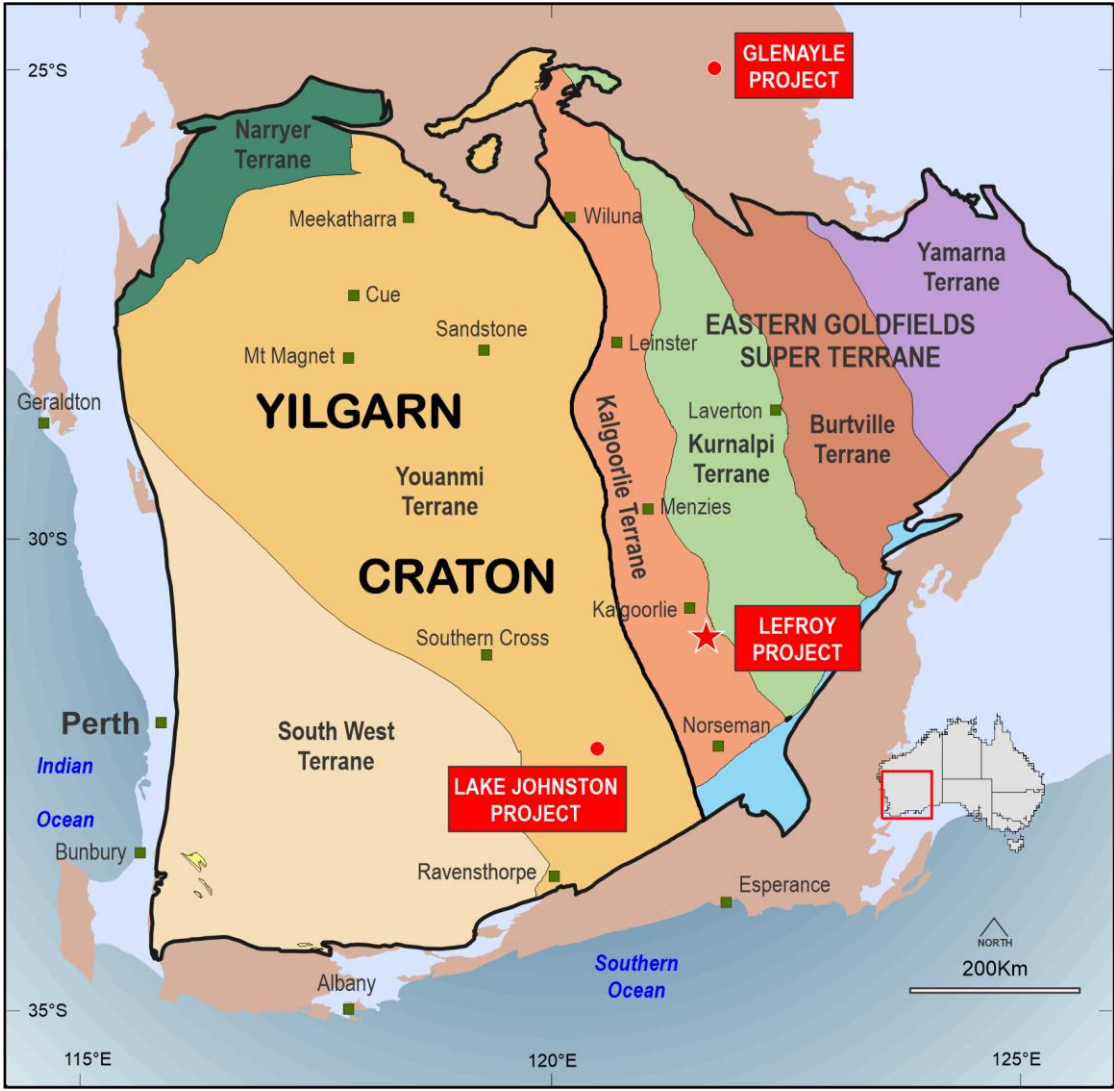 25°S
GLENAYLE
PROJECT
Narryer
Terrane
Meekatharra
Wiluna
Yamarna
Terrane
Cue
Sandstone
Mt Magnet
Leinster
EASTERN GOLDFIELDS
SUPER TERRANE
Geraldton
YILGARN
Kalgoorlie Terrane
Laverton
Kurnalpi
Terrane
Burtville
Terrane
Youanmi
Terrane
Menzies
30°S
CRATON
Kalgoorlie
LEFROY
PROJECT
Southern Cross
Perth
South West
Terrane
Norseman
Indian
Ocean
LAKE JOHNSTON
PROJECT
Bunbury
Ravensthorpe
Esperance
NORTH
200Km
Southern
Ocean
Albany
35°S
115°E
120°E
125°E